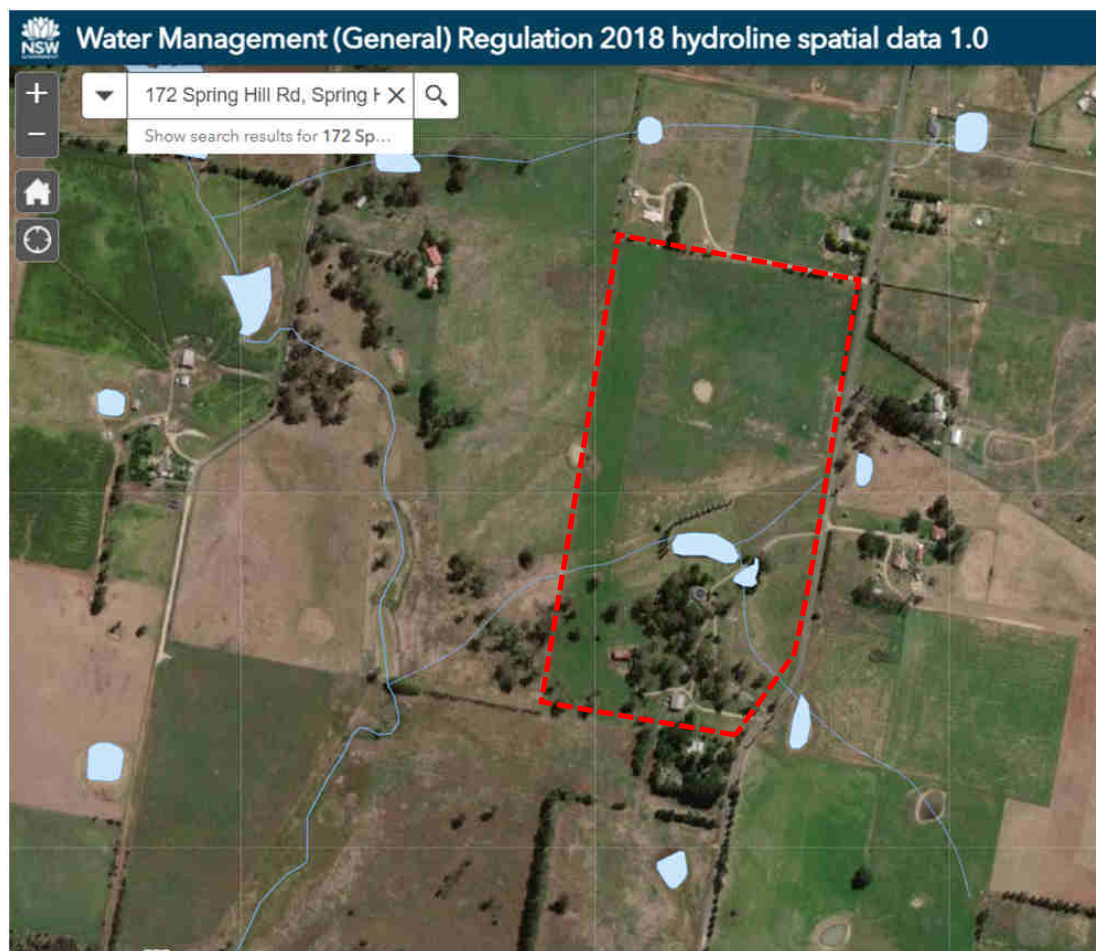 NSW
GOVERNMENT
Water Management (General) Regulation 2018 hydroline spatial data 1.0
172 Spring Hill Rd, Spring H
Show search results for 172 Sp...